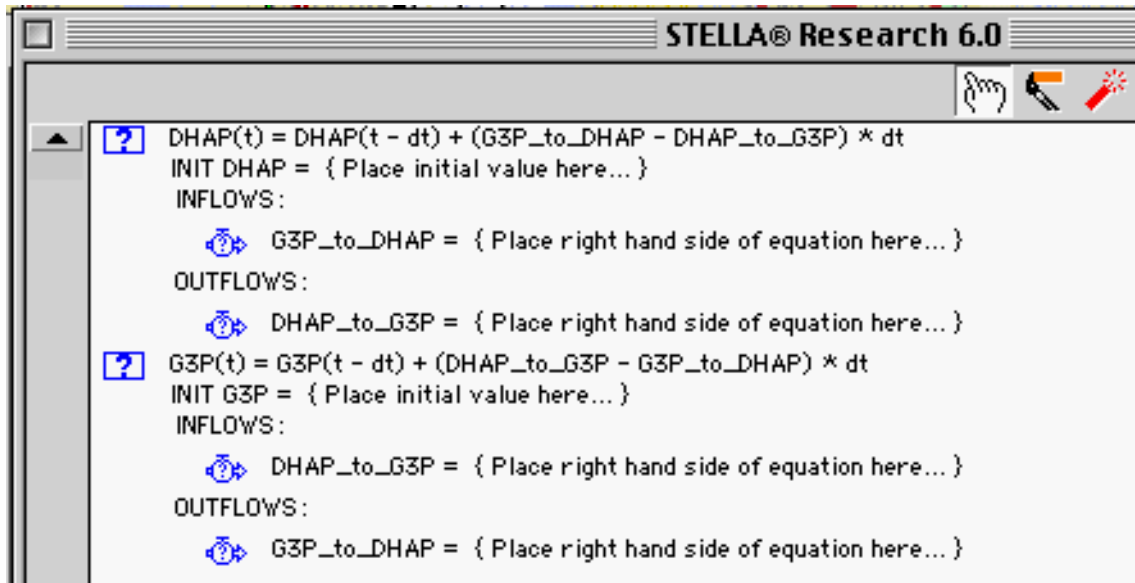 STELLA® Research 6.0
DHAP(t) = DHAP(t - dt) + (G3P_to_DHAP - DHAP_to_G3P) * dt
INIT DHAP = { Place initial value here... }
INFLOWS:
G3P_to_DHAP = { Place right hand side of equation here... }
OUTFLOWS:
DHAP_to_G3P = { Place right hand side of equation here... }
G3P(t) = G3P(t - dt) + (DHAP_to_G3P - G3P_to_DHAP) * dt
INIT G3P = { Place initial value here... }
INFLOWS:
DHAP_to_G3P = { Place right hand side of equation here... }
OUTFLOWS:
G3P_to_DHAP = { Place right hand side of equation here... }